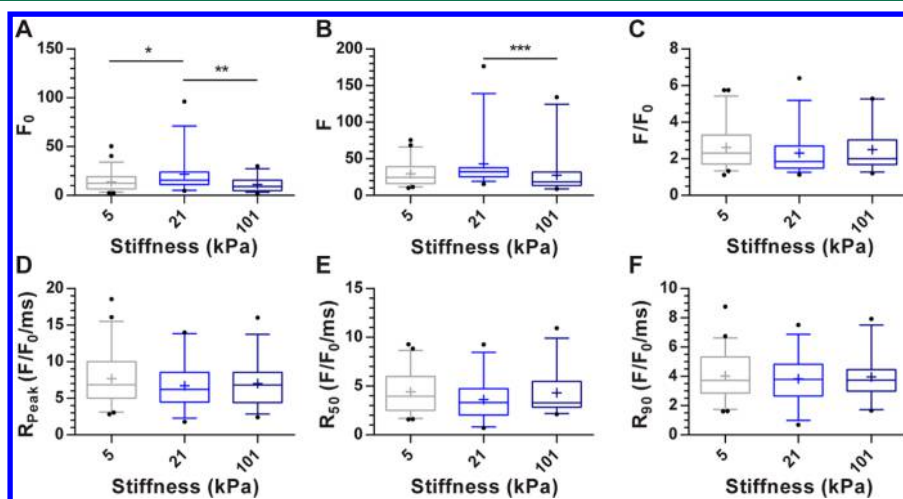 A
B
C
F₀
150
100
50
0
*
**
5
21
101
Stiffness (kPa)
F
200
150
100
50
0
***
5
21
101
Stiffness (kPa)
F/F₀
8
6
4
2
0
5
21
101
Stiffness (kPa)
D
E
F
R_Peak (F/F₀/ms)
20
15
10
5
0
5
21
101
Stiffness (kPa)
R₅₀ (F/F₀/ms)
15
10
5
0
5
21
101
Stiffness (kPa)
R₉₀ (F/F₀/ms)
10
8
6
4
2
0
5
21
101
Stiffness (kPa)